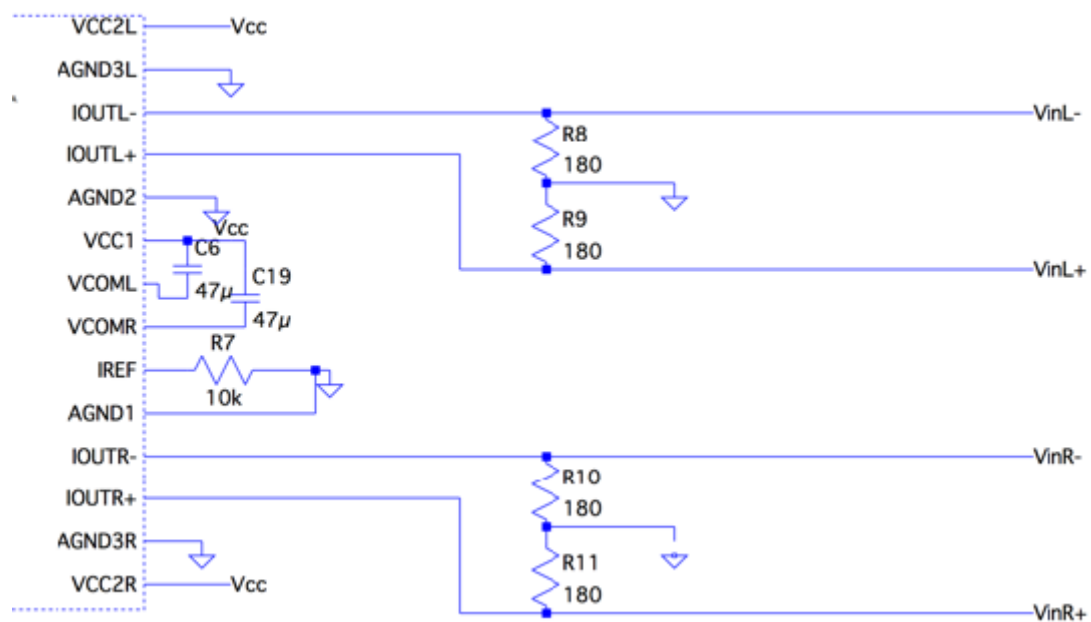 VCC2L
Vcc
AGND3L
IOUTL-
VinL-
R8
180
IOUTL+
AGND2
R9
180
Vcc
VCC1
C6
VinL+
VCOML
47µ
C19
47µ
VCOMR
R7
IREF
10k
AGND1
IOUTR-
VinR-
R10
180
IOUTR+
AGND3R
R11
180
VCC2R
Vcc
VinR+